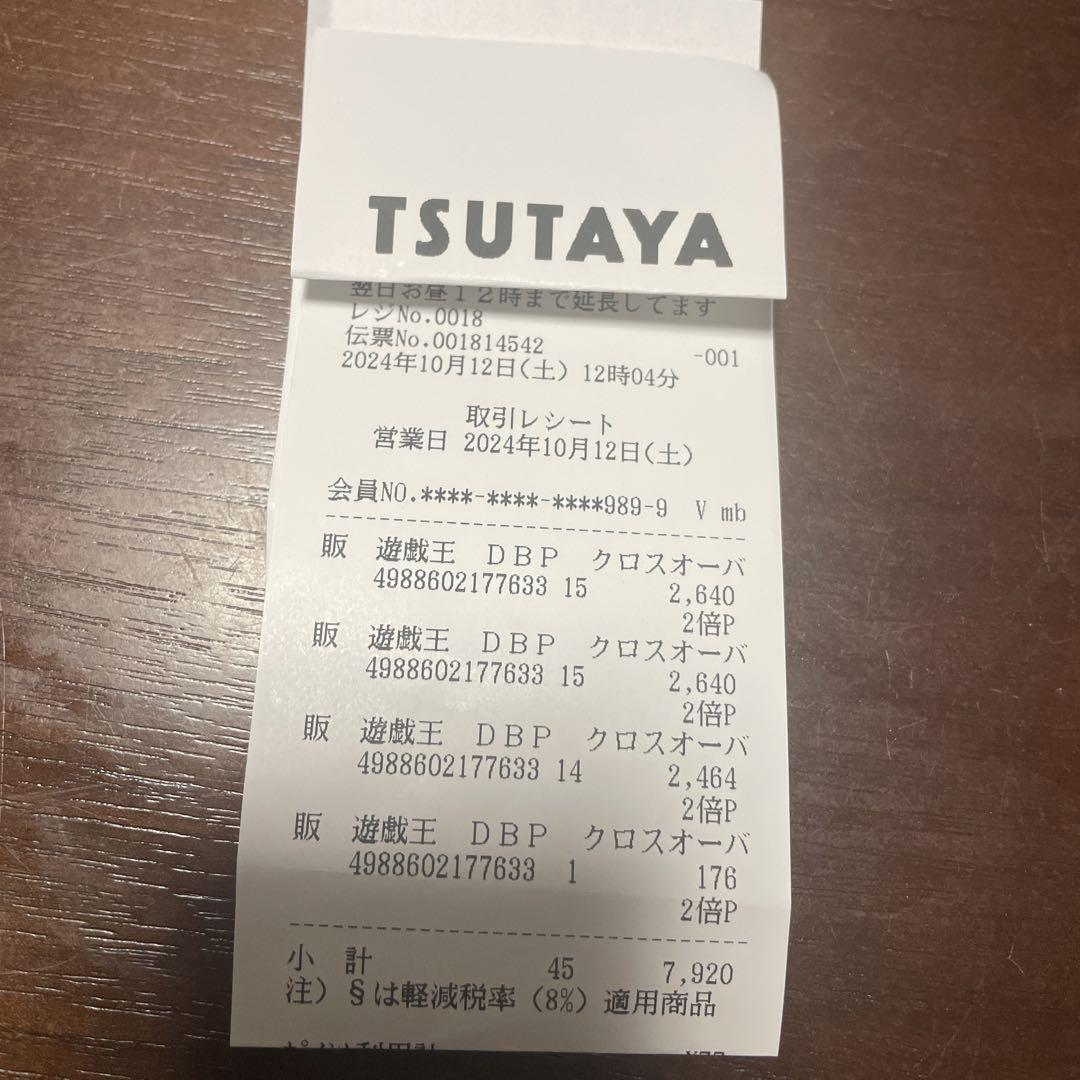 TSUTAYA
翌日お昼12時まで延長してます
レジNo.0018
伝票No.001814542 -001
2024年10月12日(土) 12時04分
取引レシート
営業日 2024年10月12日(土)
会員NO.****-****-****989-9 V mb
販 遊戯王 DBP クロスオーバ
4988602177633 15 2,640
2倍P
販 遊戯王 DBP クロスオーバ
4988602177633 15 2,640
2倍P
販 遊戯王 DBP クロスオーバ
4988602177633 14 2,464
2倍P
販 遊戯王 DBP クロスオーバ
4988602177633 1 176
2倍P
小 計 45 7,920
注) §は軽減税率(8%)適用商品